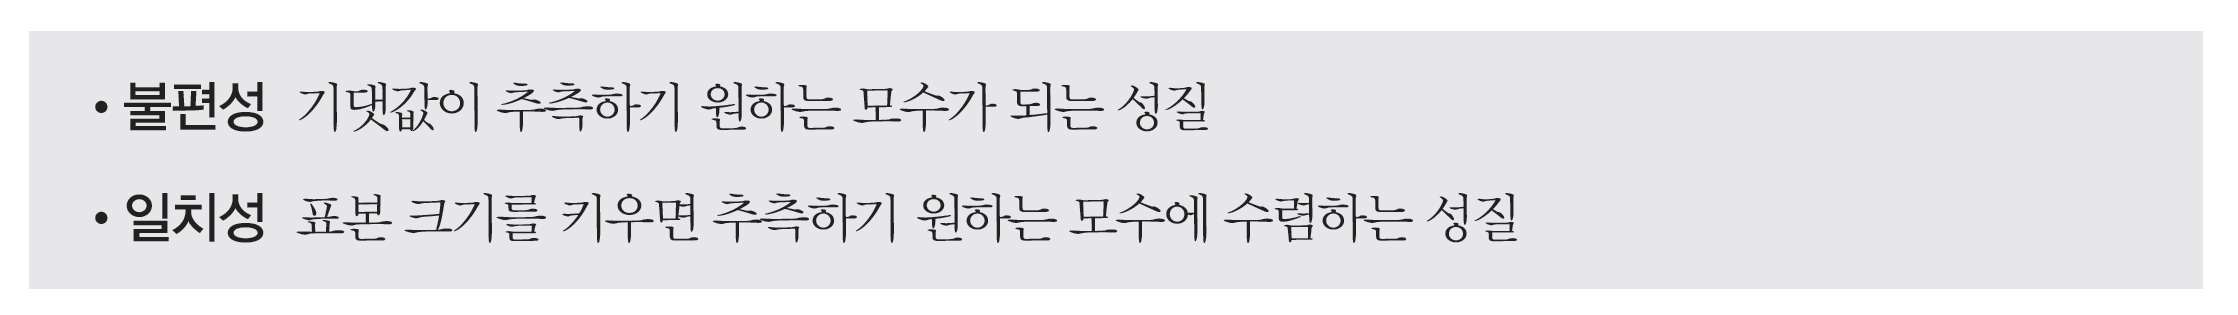 • 불편성 기댓값이 추측하기 원하는 모수가 되는 성질
• 일치성 표본 크기를 키우면 추측하기 원하는 모수에 수렴하는 성질